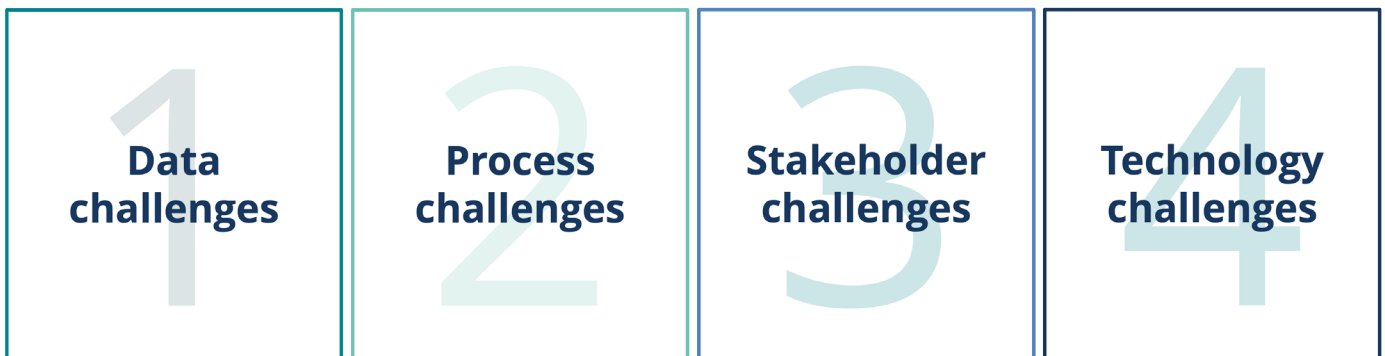 1
Data
challenges
2
Process
challenges
3
Stakeholder
challenges
4
Technology
challenges